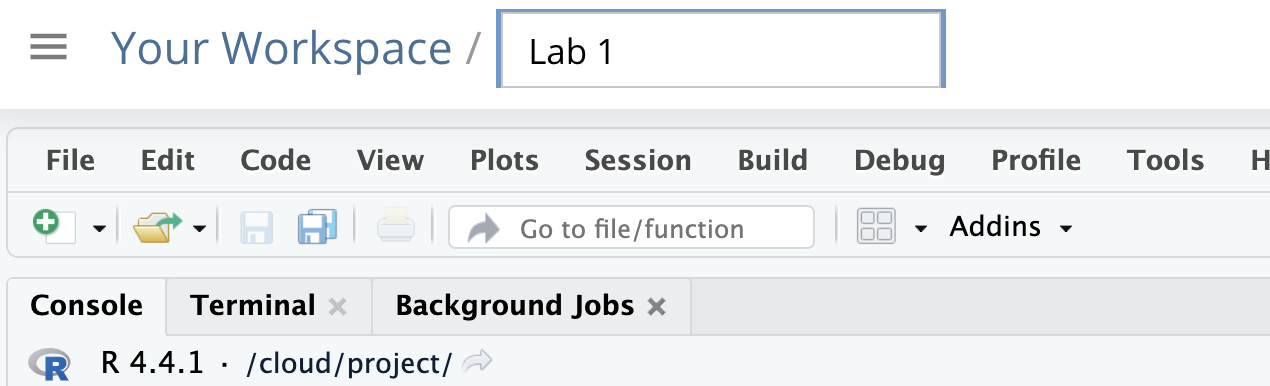 Your Workspace / Lab 1
File Edit Code View Plots Session Build Debug Profile Tools H
Go to file/function Addins
Console Terminal × Background Jobs ×
R R 4.4.1 · /cloud/project/